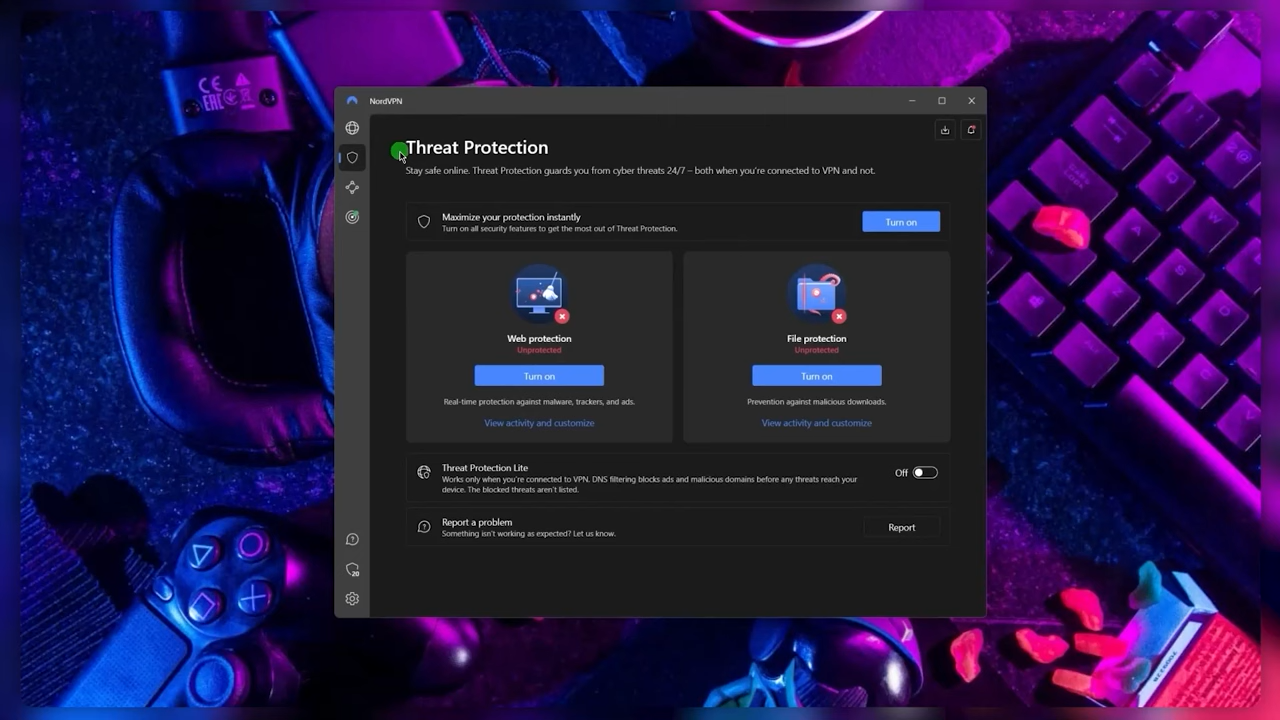 NordVPN
Threat Protection
Stay safe online. Threat Protection guards you from cyber threats 24/7 – both when you're connected to VPN and not.
Maximize your protection instantly
Turn on all security features to get the most out of Threat Protection.
Turn on
Web protection
Unprotected
Turn on
Real-time protection against malware, trackers, and ads.
View activity and customize
File protection
Unprotected
Turn on
Prevention against malicious downloads.
View activity and customize
Threat Protection Lite
Works only when you're connected to VPN. DNS filtering blocks ads and malicious domains before any threats reach your
device. The blocked threats aren't listed.
Off
Report a problem
Something isn't working as expected? Let us know.
Report
20
CE
EAC